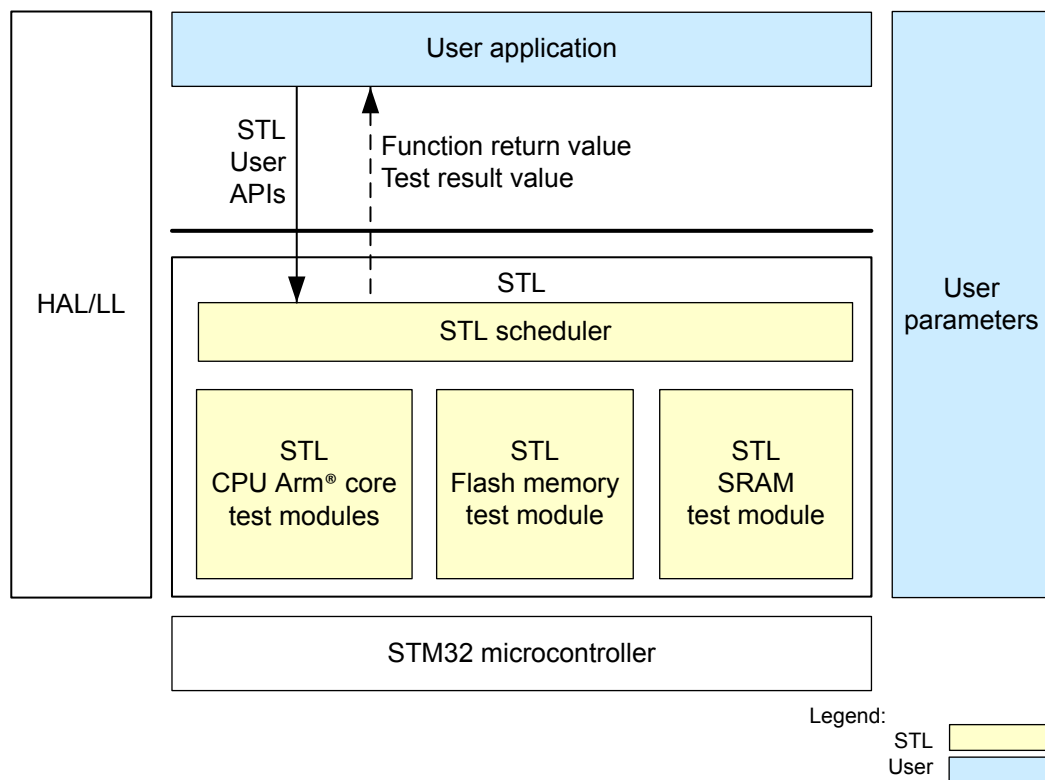 User application
STL
User
APIs
Function return value
Test result value
HAL/LL
STL
STL scheduler
STL
CPU Arm® core
test modules
STL
Flash memory
test module
STL
SRAM
test module
User
parameters
STM32 microcontroller
Legend:
STL
User